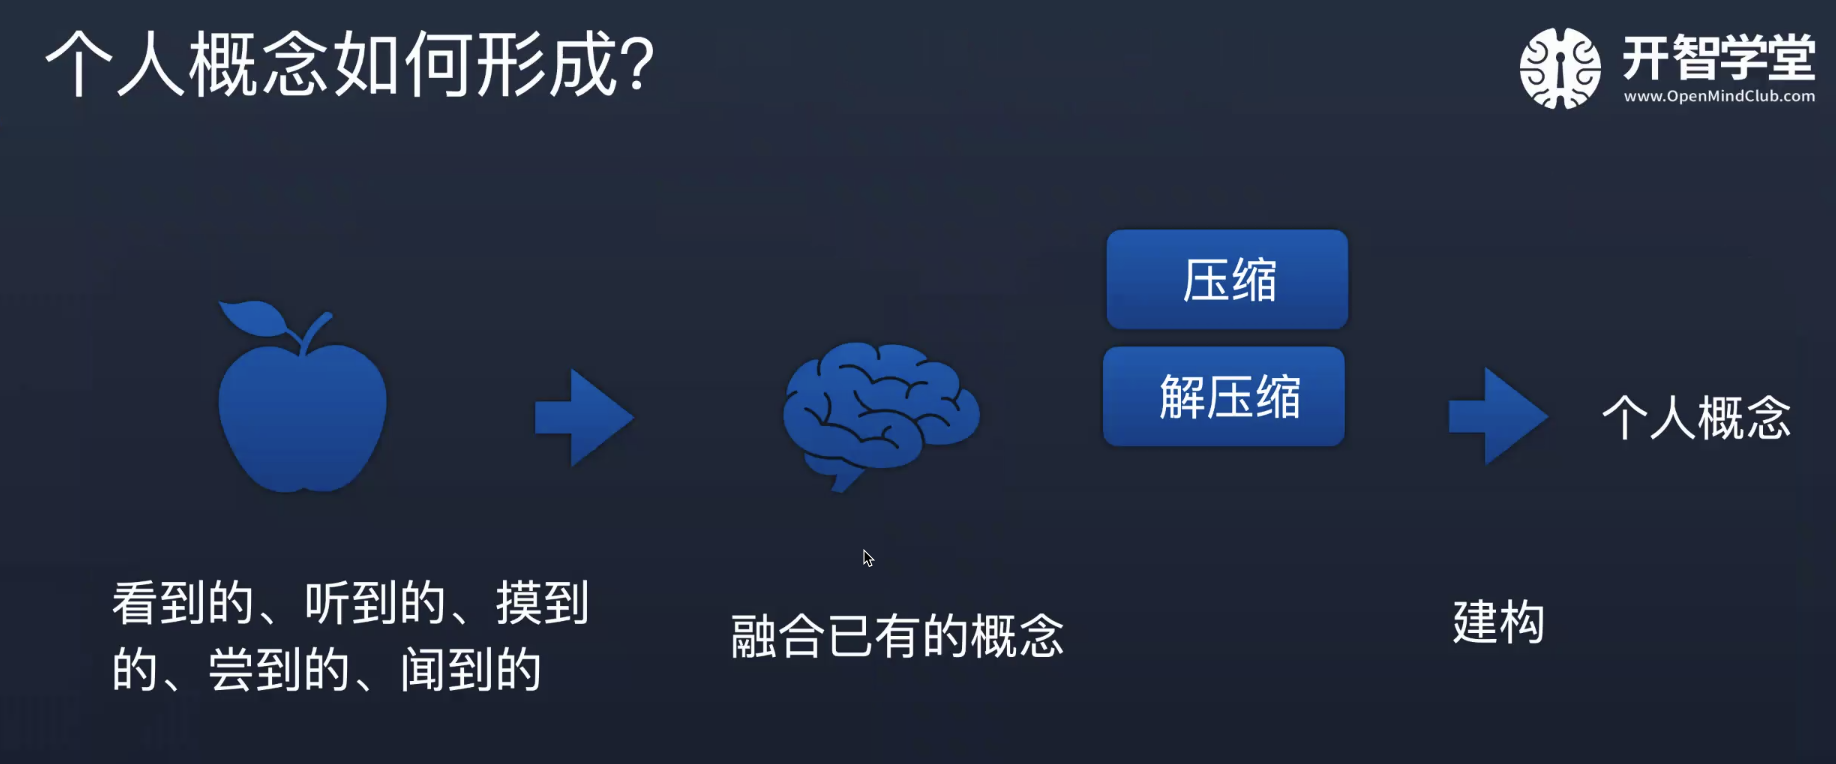 个人概念如何形成?
开智学堂
www.OpenMindClub.com
压缩
解压缩
个人概念
看到的、听到的、摸到
的、尝到的、闻到的
融合已有的概念
建构